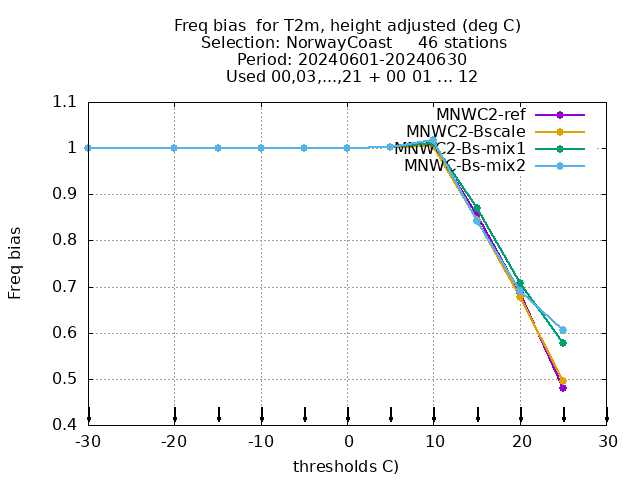 Freq bias  for T2m, height adjusted (deg C)
Selection: NorwayCoast     46 stations
Period: 20240601-20240630
Used 00,03,...,21 + 00 01 ... 12
MNWC2-ref
MNWC2-Bscale
MNWC2-Bs-mix1
MNWC-Bs-mix2
1.1
1
0.9
0.8
0.7
0.6
0.5
0.4
Freq bias
-30 -20 -10 0 10 20 30
thresholds C)